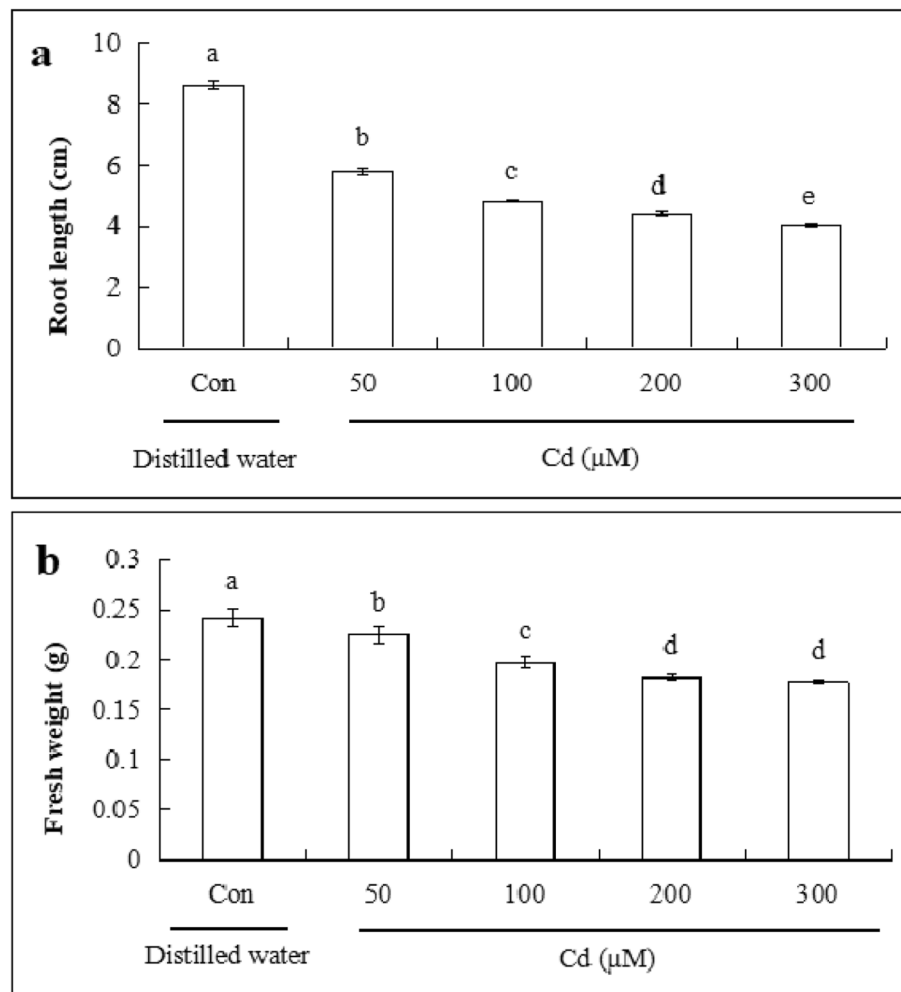 a
Root length (cm)
10
8
6
4
2
0
a
b
c
d
e
Con 50 100 200 300
Distilled water Cd (μM)
b
Fresh weight (g)
0.3
0.25
0.2
0.15
0.1
0.05
0
a
b
c
d
d
Con 50 100 200 300
Distilled water Cd (μM)